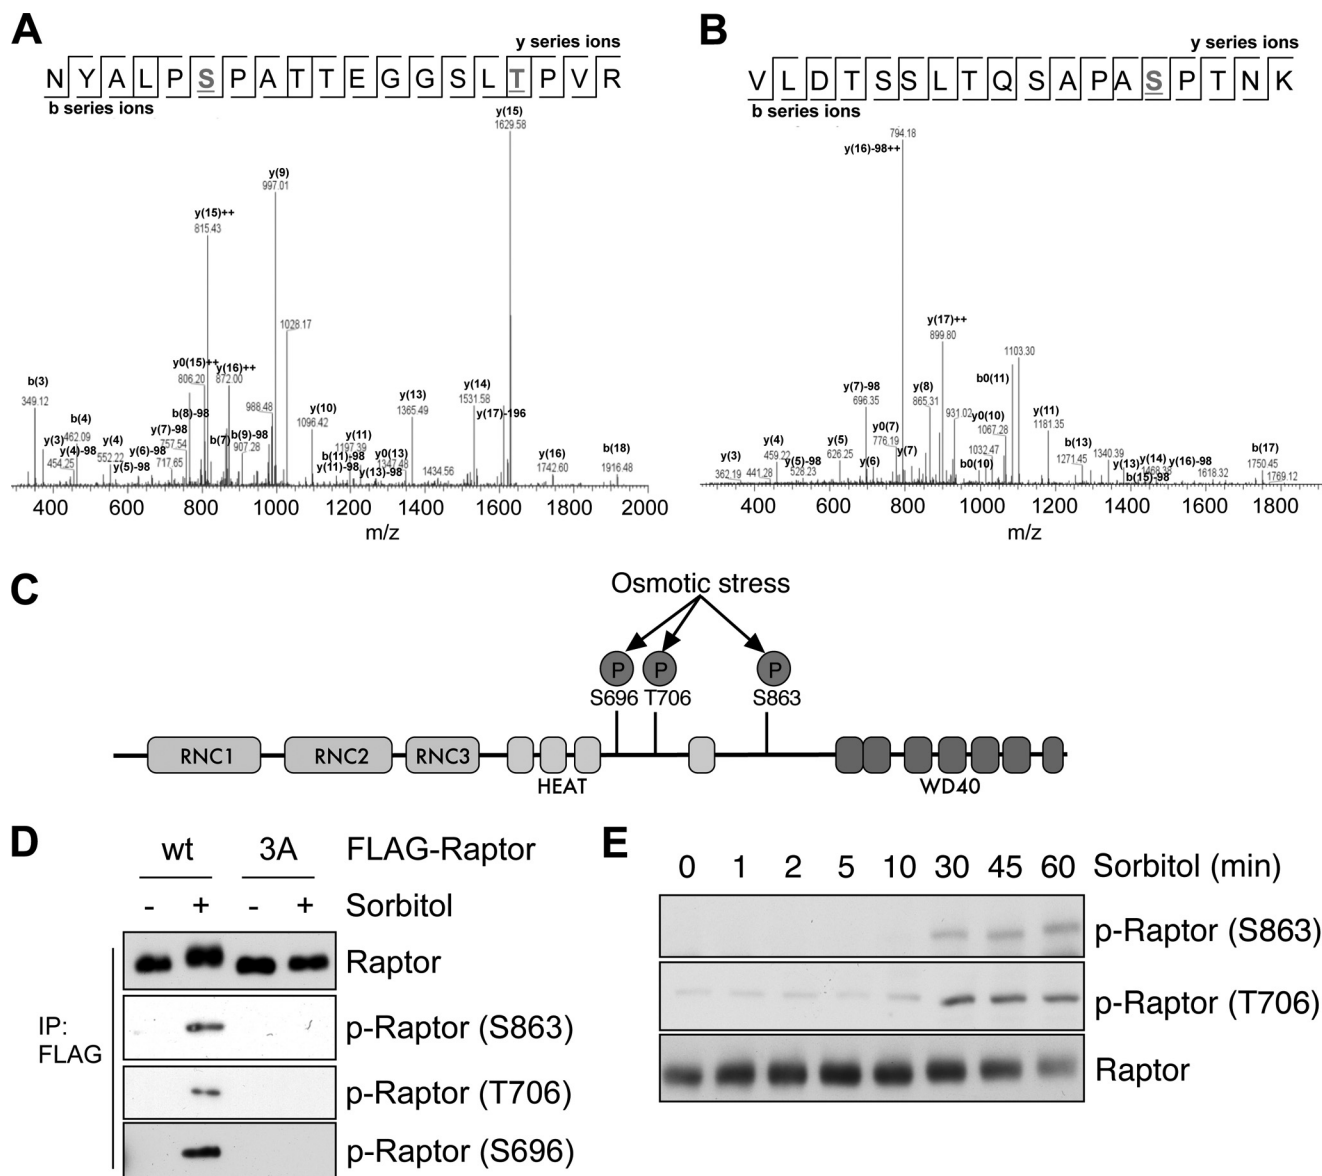 A
y series ions
N Y A L P S P A T T E G G S L T P V R
b series ions
y(15)
1629.58
y(9)
997.01
y(15)++
815.43
1028.17
y0(15)++
806.20
y(16)++
872.00
b(3)
349.12
b(4)
462.09
y(3)
y(4)-98
454.25
y(4)
552.22
y(5)-98
y(6)-98
717.65
y(7)-98
757.54
b(8)-98
b(7)
b(9)-98
907.28
988.48
y(10)
1096.42
y(11)
1197.39
b(11)-98
y(11)-98
y0(13)
1347.48
y(13)-98
y(13)
1365.49
1434.56
y(14)
1531.58
y(17)-196
y(16)
1742.60
b(18)
1916.48
400 600 800 1000 1200 1400 1600 1800 2000
m/z
B
y series ions
V L D T S S L T Q S A P A S P T N K
b series ions
794.18
y(16)-98++
y(17)++
899.80
1103.30
b0(11)
y(7)-98
696.35
y(8)
865.31
931.02
y0(10)
1067.28
y(11)
1181.35
y(3)
362.19
441.28
y(4)
459.22
y(5)-98
528.23
y(5)
626.25
y(6)
y0(7)
776.19
y(7)
b0(10)
1032.47
b(13)
1271.45
1340.39
y(13)
y(14)
1468.38
b(15)-98
y(16)-98
1618.32
b(17)
1750.45
1769.12
400 600 800 1000 1200 1400 1600 1800
m/z
C
Osmotic stress
P P P
S696 T706 S863
RNC1 RNC2 RNC3
HEAT WD40
D
wt 3A FLAG-Raptor
- + - + Sorbitol
Raptor
p-Raptor (S863)
IP:
FLAG
p-Raptor (T706)
p-Raptor (S696)
E
0 1 2 5 10 30 45 60 Sorbitol (min)
p-Raptor (S863)
p-Raptor (T706)
Raptor